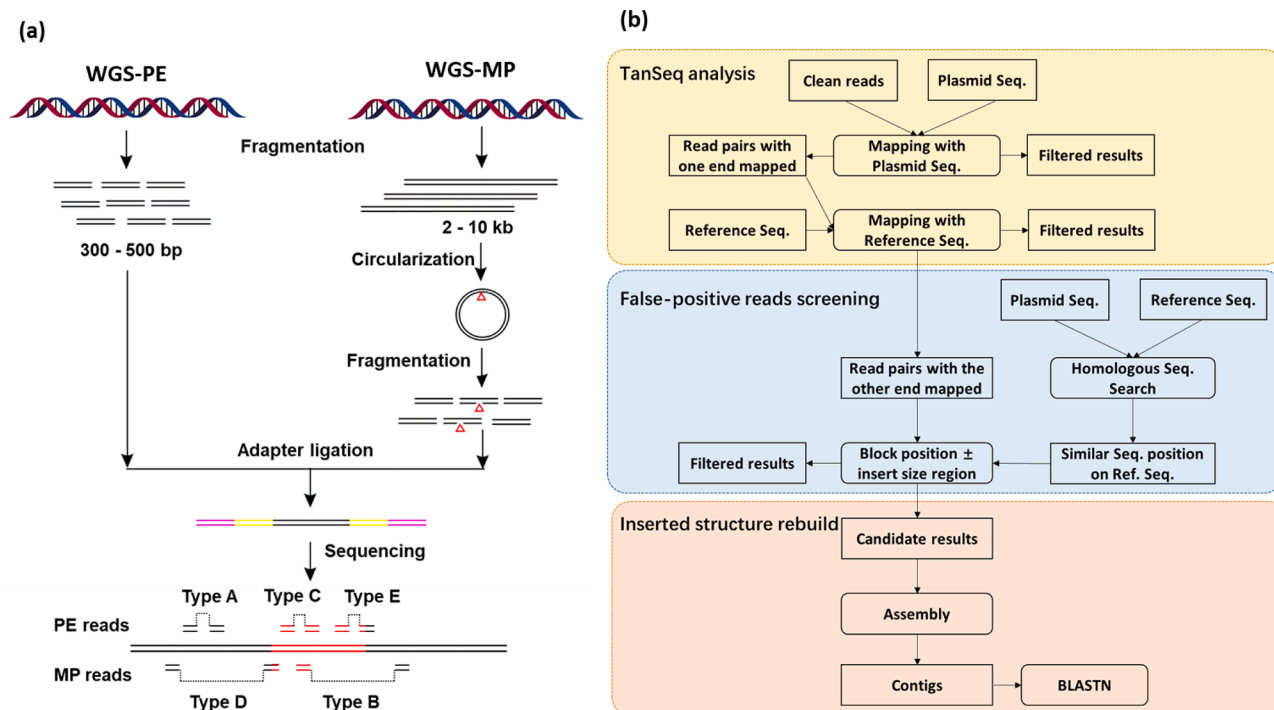 (a)
WGS-PE
WGS-MP
Fragmentation
300 - 500 bp
2 - 10 kb
Circularization
Fragmentation
Adapter ligation
Sequencing
Type A
Type C
Type E
PE reads
MP reads
Type D
Type B
(b)
TanSeq analysis
Clean reads
Plasmid Seq.
Read pairs with
one end mapped
Mapping with
Plasmid Seq.
Filtered results
Reference Seq.
Mapping with
Reference Seq.
Filtered results
False-positive reads screening
Plasmid Seq.
Reference Seq.
Read pairs with the
other end mapped
Homologous Seq.
Search
Filtered results
Block position ±
insert size region
Similar Seq. position
on Ref. Seq.
Inserted structure rebuild
Candidate results
Assembly
Contigs
BLASTN